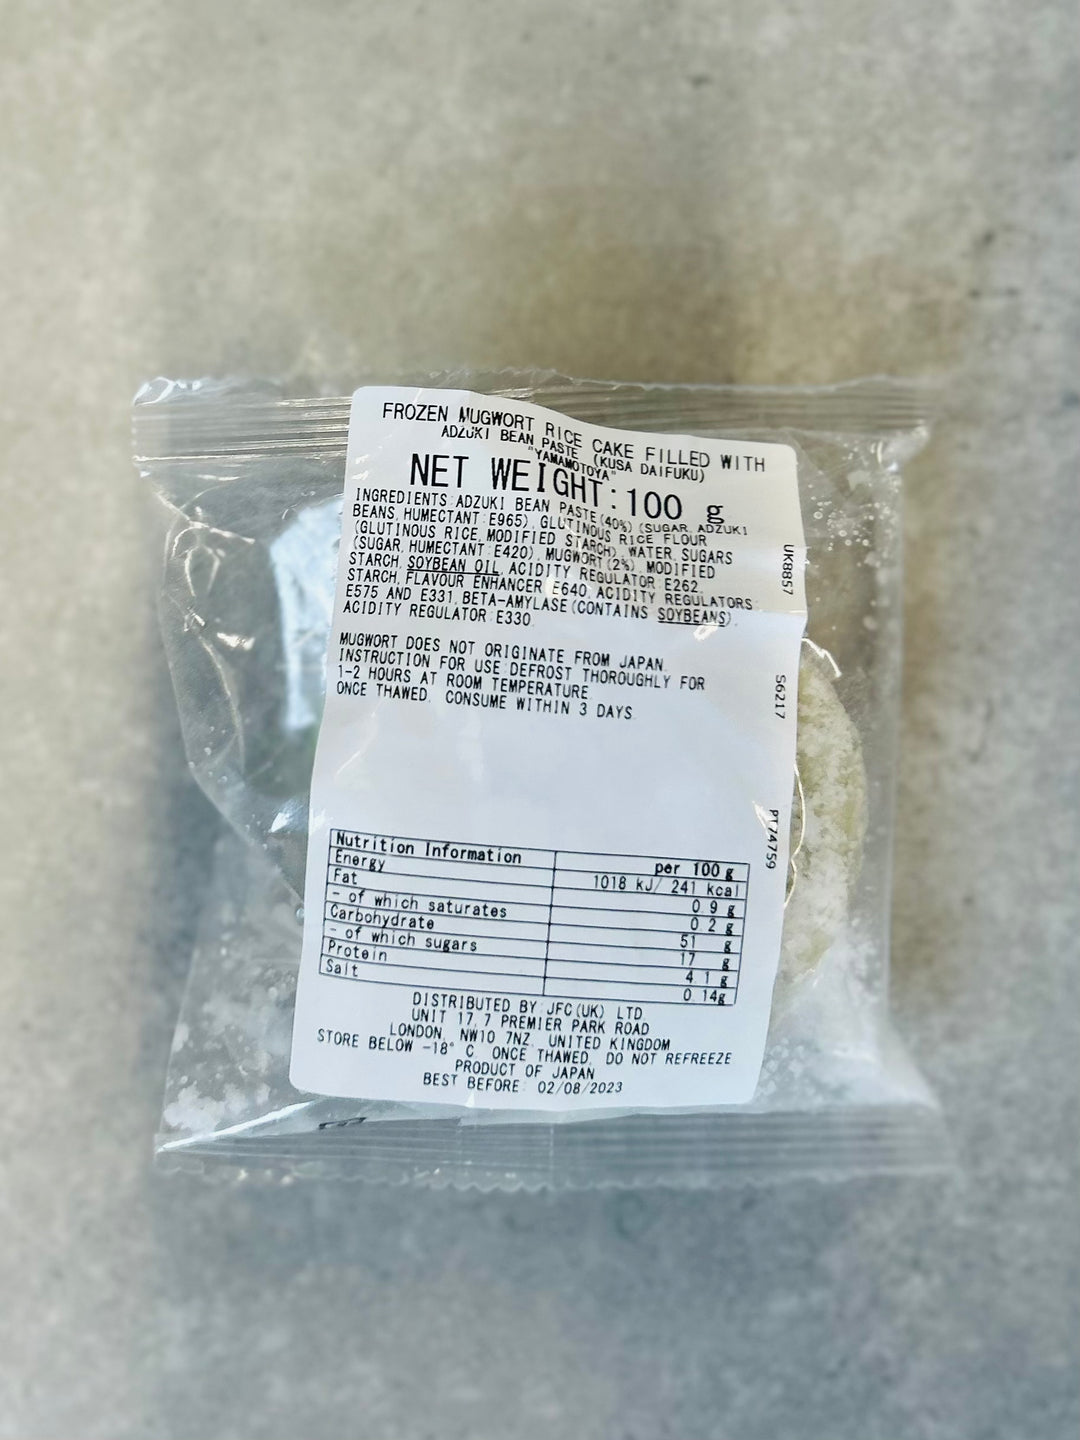 FROZEN MUGWORT RICE CAKE FILLED WITH
ADZUKI BEAN PASTE (KUSA DAIFUKU)
"YAMAMOTOYA"
NET WEIGHT:100 g
INGREDIENTS:ADZUKI BEAN PASTE(40%)(SUGAR, ADZUKI
BEANS, HUMECTANT:E965), GLUTINOUS RICE FLOUR
(GLUTINOUS RICE, MODIFIED STARCH), WATER, SUGARS
(SUGAR, HUMECTANT:E420), MUGWORT(2%), MODIFIED
STARCH, SOYBEAN OIL, ACIDITY REGULATOR:E262,
STARCH, FLAVOUR ENHANCER:E640, ACIDITY REGULATORS:
E575 AND E331, BETA-AMYLASE(CONTAINS SOYBEANS),
ACIDITY REGULATOR:E330.
MUGWORT DOES NOT ORIGINATE FROM JAPAN.
INSTRUCTION FOR USE:DEFROST THOROUGHLY FOR
1-2 HOURS AT ROOM TEMPERATURE.
ONCE THAWED, CONSUME WITHIN 3 DAYS.
UK8857
S6217
PT74759
Nutrition Information per 100 g
Energy 1018 kJ/ 241 kcal
Fat 0.9 g
- of which saturates 0.2 g
Carbohydrate 51 g
- of which sugars 17 g
Protein 4.1 g
Salt 0.14g
DISTRIBUTED BY:JFC(UK) LTD.
UNIT 17, 7 PREMIER PARK ROAD
LONDON, NW10 7NZ, UNITED KINGDOM
STORE BELOW -18° C, ONCE THAWED, DO NOT REFREEZE
PRODUCT OF JAPAN
BEST BEFORE: 02/08/2023